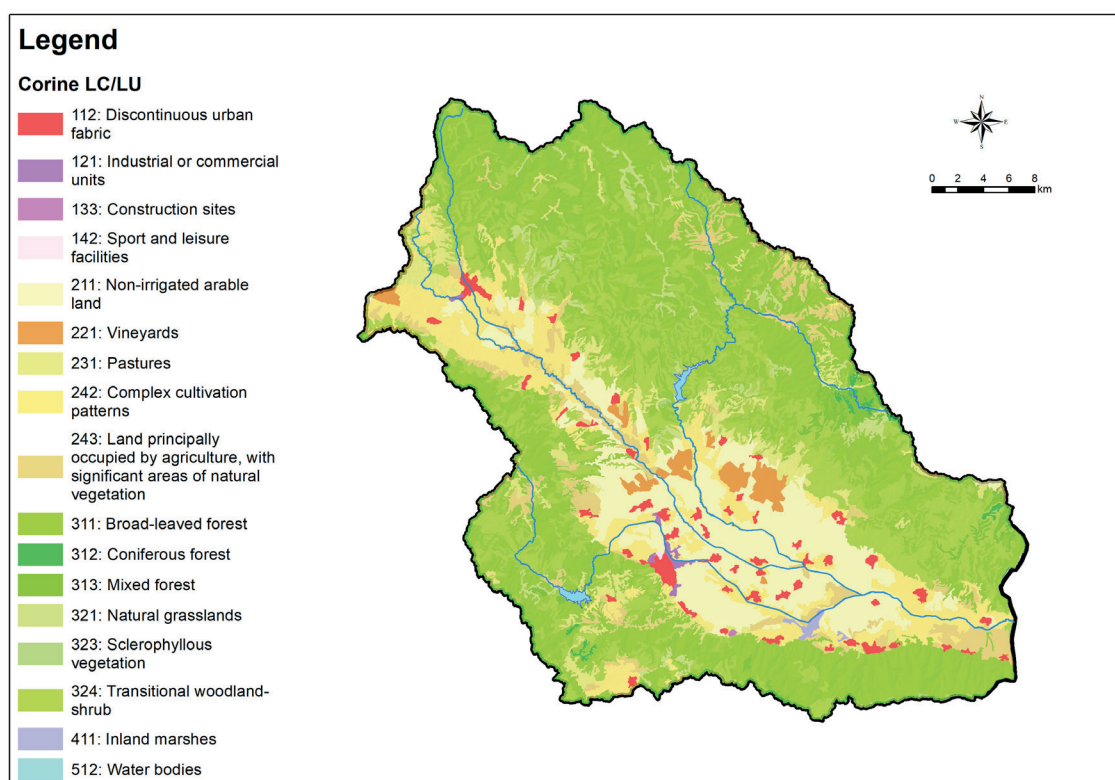 Legend
Corine LC/LU
112: Discontinuous urban
fabric
121: Industrial or commercial
units
133: Construction sites
142: Sport and leisure
facilities
211: Non-irrigated arable
land
221: Vineyards
231: Pastures
242: Complex cultivation
patterns
243: Land principally
occupied by agriculture, with
significant areas of natural
vegetation
311: Broad-leaved forest
312: Coniferous forest
313: Mixed forest
321: Natural grasslands
323: Sclerophyllous
vegetation
324: Transitional woodland-
shrub
411: Inland marshes
512: Water bodies
N
W E
S
0 2 4 6 8
km